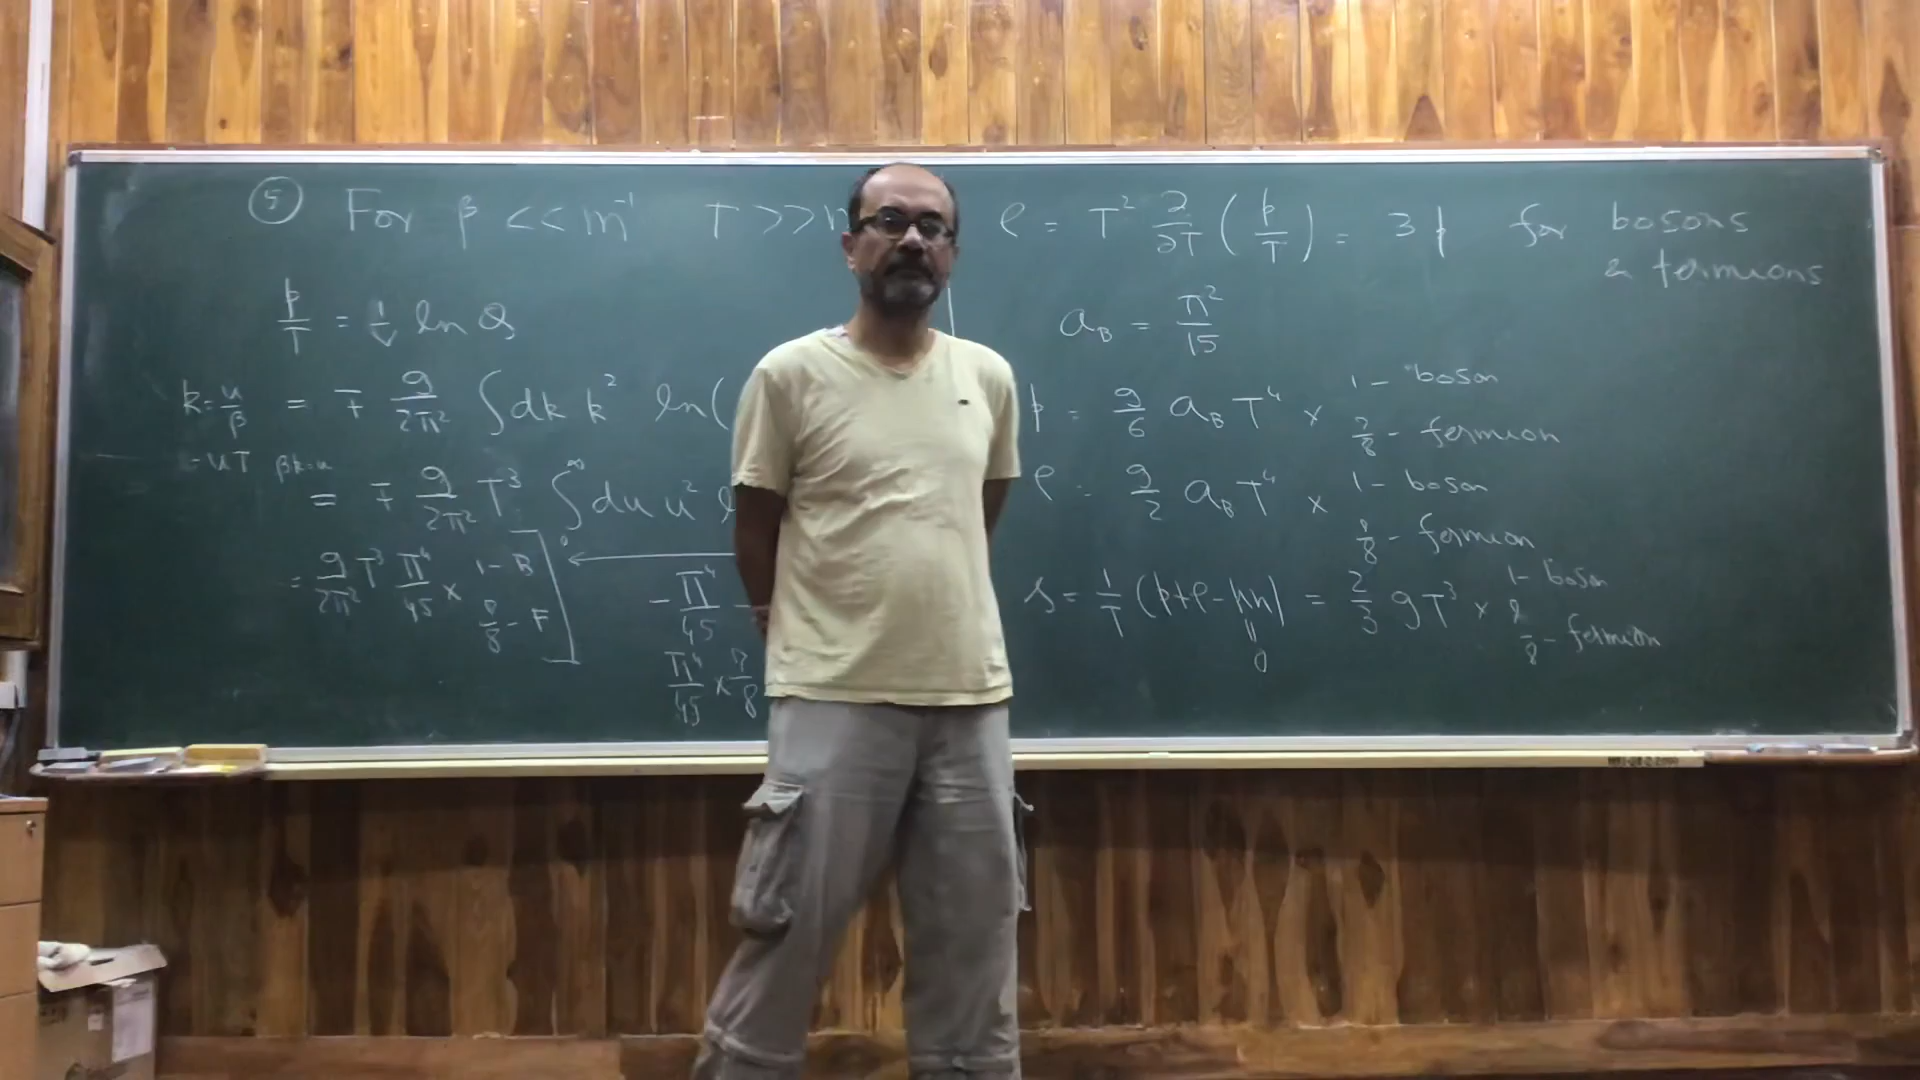 ⑤ For β << m⁻¹ T >> m
p/T = 1/V ln Q
k = u/β = ∓ g/2π² ∫ dk k² ln(
= uT βk = u = ∓ g/2π² T³ ∫₀^∞ du u²
= g/2π² T³ π⁴/45 × 1 - B
7/8 - F
- π⁴/45
π⁴/45 × 7/8
ρ = T² ∂/∂T (p/T) = 3p for bosons
& fermions
a_B = π²/15
p = g/6 a_B T⁴ × 1 - boson
7/8 - fermion
ρ = g/2 a_B T⁴ × 1 - boson
7/8 - fermion
s = 1/T (p+ρ-μn) = 2/3 g T³ × 1 - boson
7/8 - fermion
0